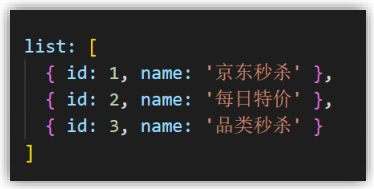 list: [
{ id: 1, name: '京东秒杀' },
{ id: 2, name: '每日特价' },
{ id: 3, name: '品类秒杀' }
]